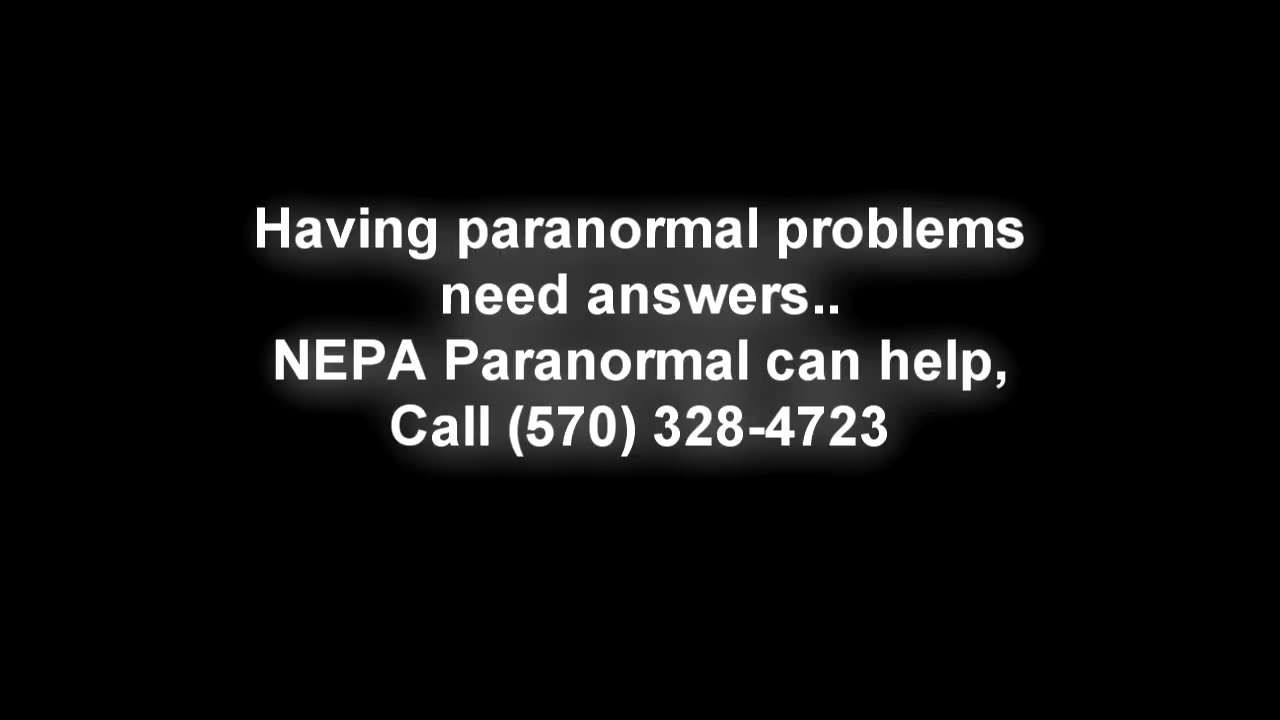 Having paranormal problems
need answers..
NEPA Paranormal can help,
Call (570) 328-4723